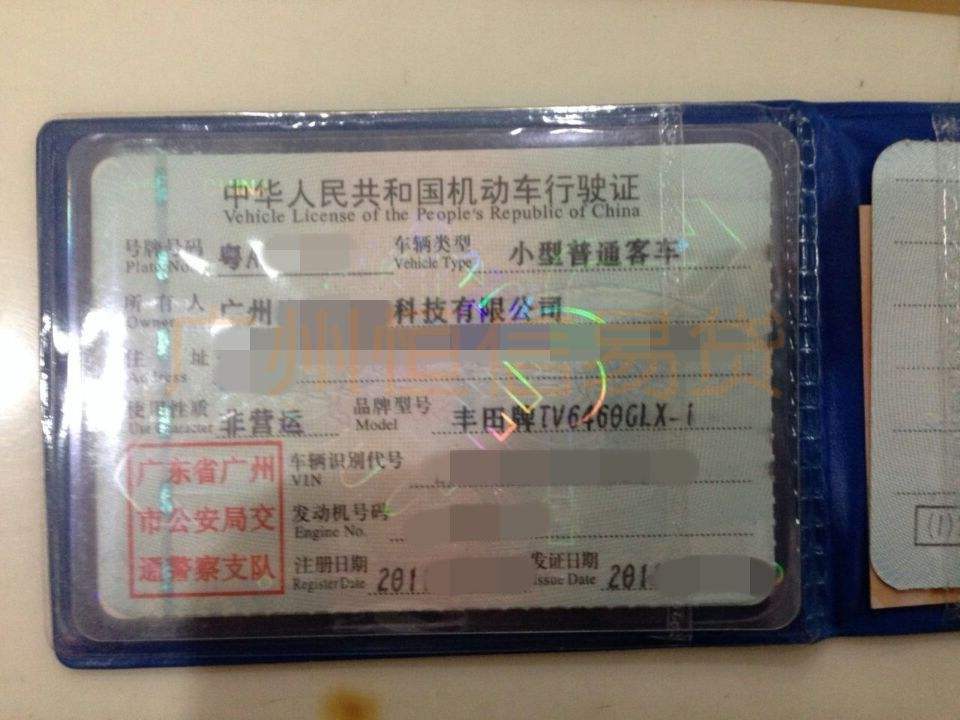 中华人民共和国机动车行驶证
Vehicle License of the People's Republic of China
号牌号码 粤A 车辆类型 小型普通客车
Plate No. Vehicle Type
所有人 广州 科技有限公司
Owner
广州恒信易贷
住址
Address
使用性质 非营运 品牌型号 丰田牌TV6460GLX-i
Use Character Model
广东省广州
市公安局交
通警察支队
车辆识别代号
VIN
发动机号码
Engine No.
注册日期 201 发证日期 201
Register Date Issue Date